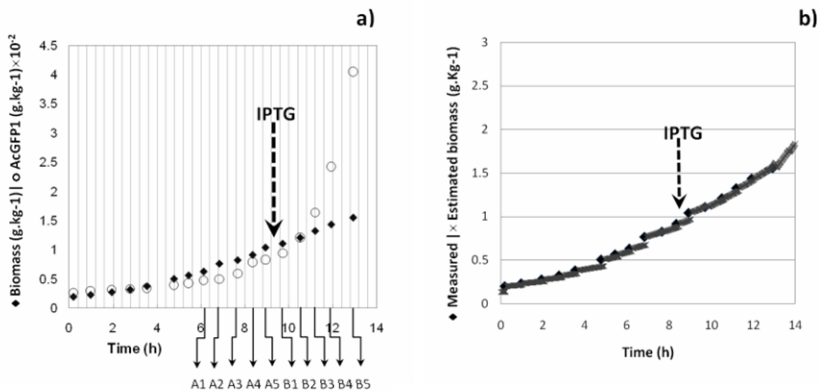 a)
♦ Biomass (g.kg-1)| o AcGFP1 (g.kg-1)×10-2
4.5
4
3.5
3
2.5
2
1.5
1
0.5
0
IPTG
0 2 4 6 8 10 12 14
Time (h)
A1 A2 A3 A4 A5 B1 B2 B3 B4 B5
b)
♦ Measured | × Estimated biomass (g.Kg-1)
3
2.5
2
1.5
1
0.5
0
IPTG
0 2 4 6 8 10 12 14
Time (h)